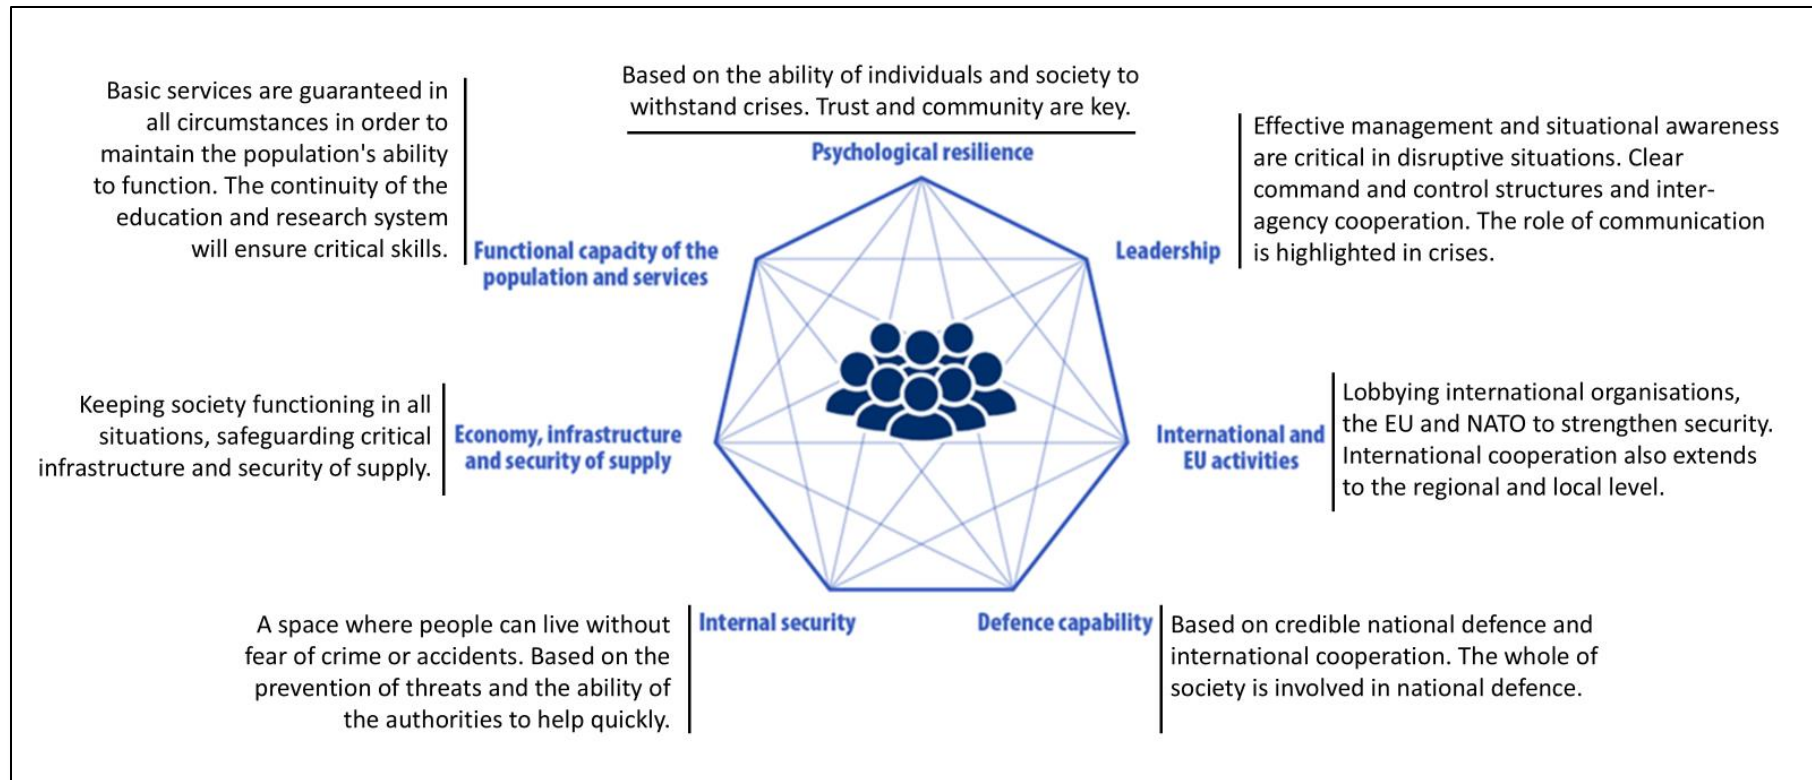 Based on the ability of individuals and society to
withstand crises. Trust and community are key.
Psychological resilience
Basic services are guaranteed in
all circumstances in order to
maintain the population's ability
to function. The continuity of the
education and research system
will ensure critical skills.
Functional capacity of the
population and services
Effective management and situational awareness
are critical in disruptive situations. Clear
command and control structures and inter-
agency cooperation. The role of communication
is highlighted in crises.
Leadership
Keeping society functioning in all
situations, safeguarding critical
infrastructure and security of supply.
Economy, infrastructure
and security of supply
International and
EU activities
Lobbying international organisations,
the EU and NATO to strengthen security.
International cooperation also extends
to the regional and local level.
A space where people can live without
fear of crime or accidents. Based on the
prevention of threats and the ability of
the authorities to help quickly.
Internal security
Defence capability
Based on credible national defence and
international cooperation. The whole of
society is involved in national defence.